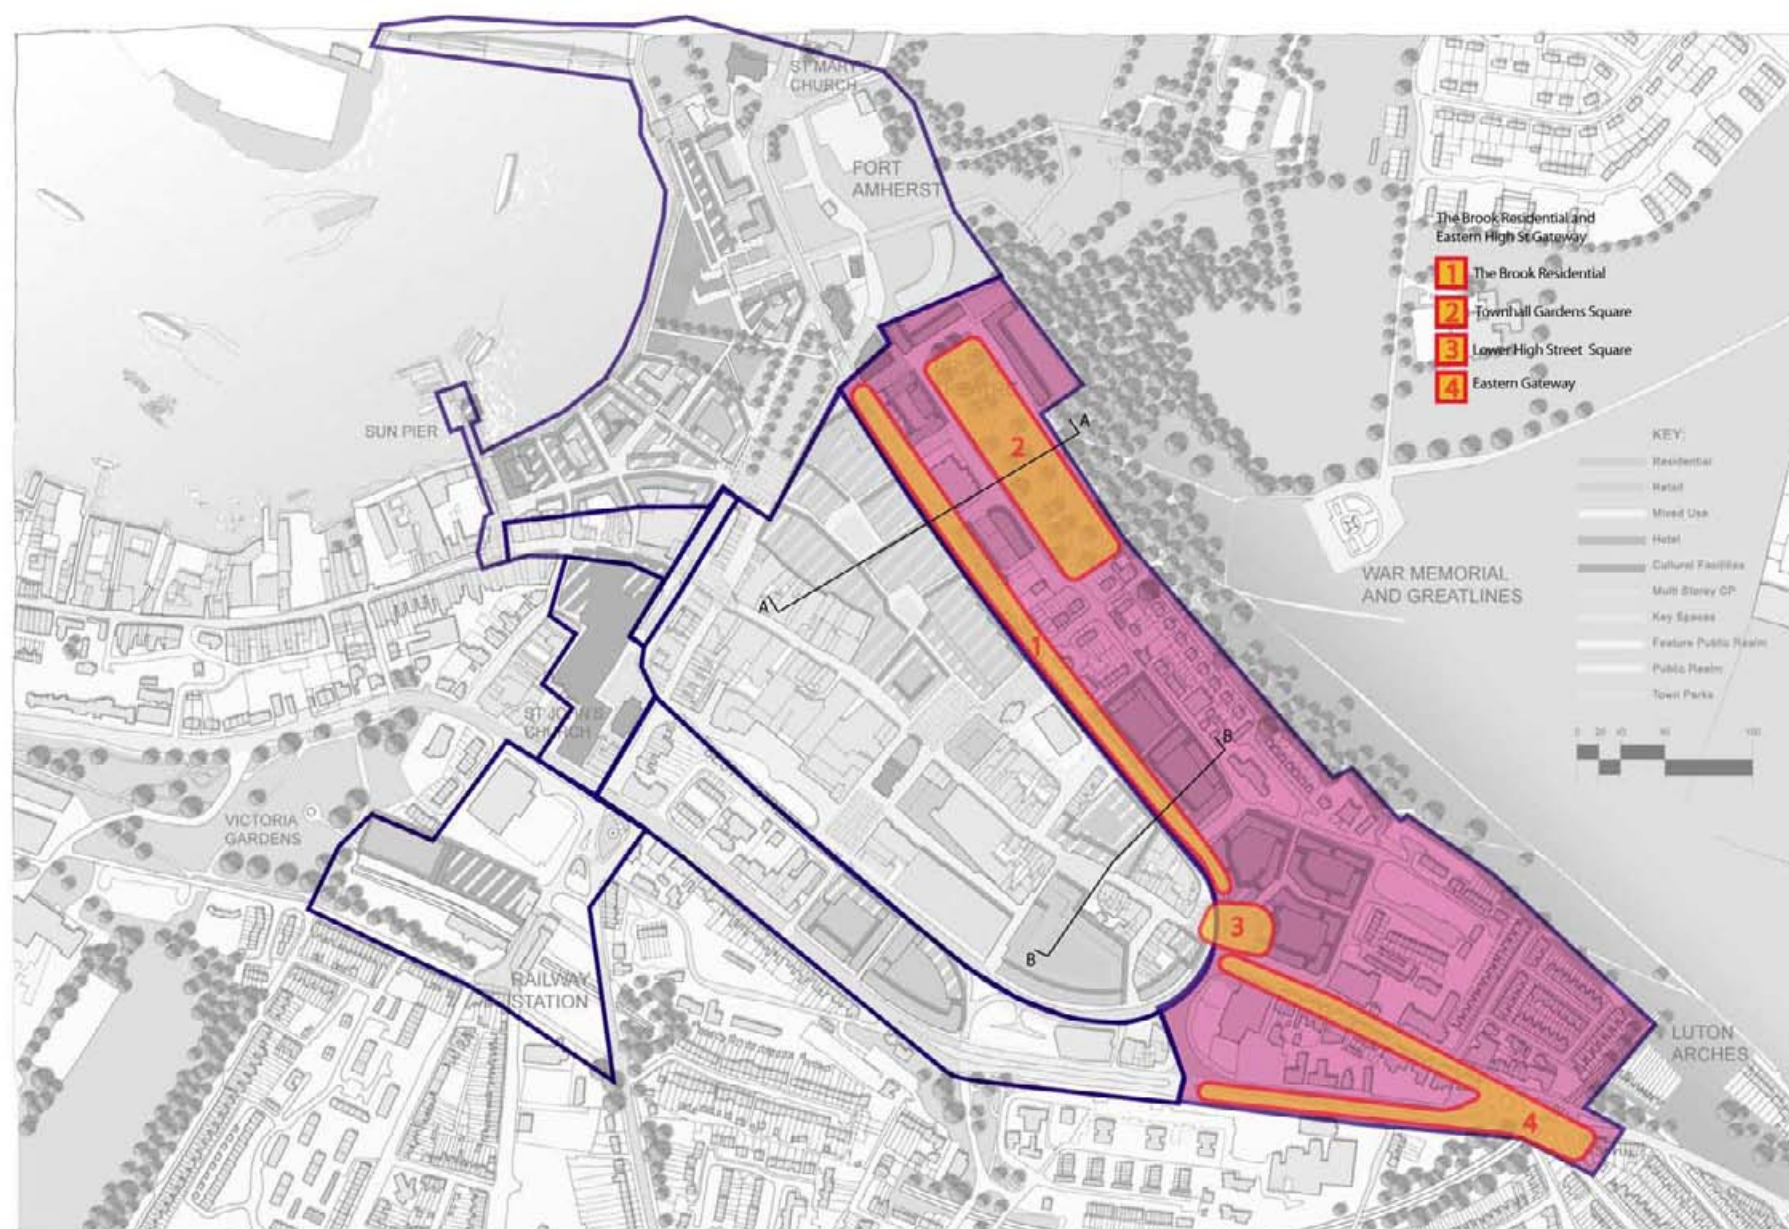 ST MARY'S
CHURCH
FORT
AMHERST
The Brook Residential and
Eastern High St Gateway
1 The Brook Residential
2 Townhall Gardens Square
3 Lower High Street Square
4 Eastern Gateway
SUN PIER
A
2
A
KEY:
Residential
Retail
Mixed Use
Hotel
Cultural Facilities
Multi Storey CP
Key Spaces
Feature Public Realm
Public Realm
Town Parks
WAR MEMORIAL
AND GREATLINES
1
ST JOHN'S
CHURCH
B
VICTORIA
GARDENS
3
B
RAILWAY
STATION
LUTON
ARCHES
4